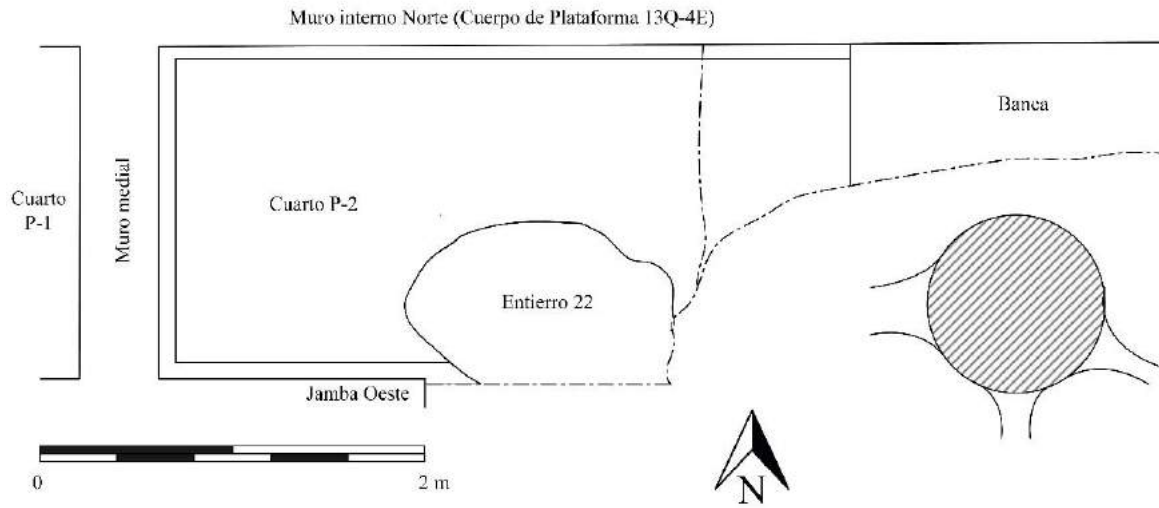 Muro interno Norte (Cuerpo de Plataforma 13Q-4E)
Banca
Cuarto
P-1
Muro medial
Cuarto P-2
Entierro 22
Jamba Oeste
0
2 m
N